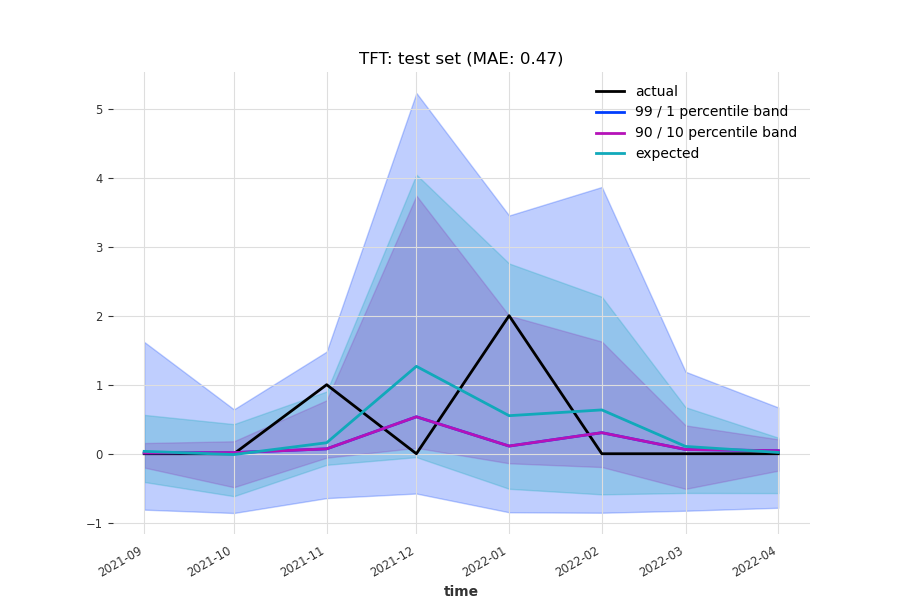 TFT: test set (MAE: 0.47)
actual
99 / 1 percentile band
90 / 10 percentile band
expected
5
4
3
2
1
0
−1
2021-09
2021-10
2021-11
2021-12
2022-01
2022-02
2022-03
2022-04
time